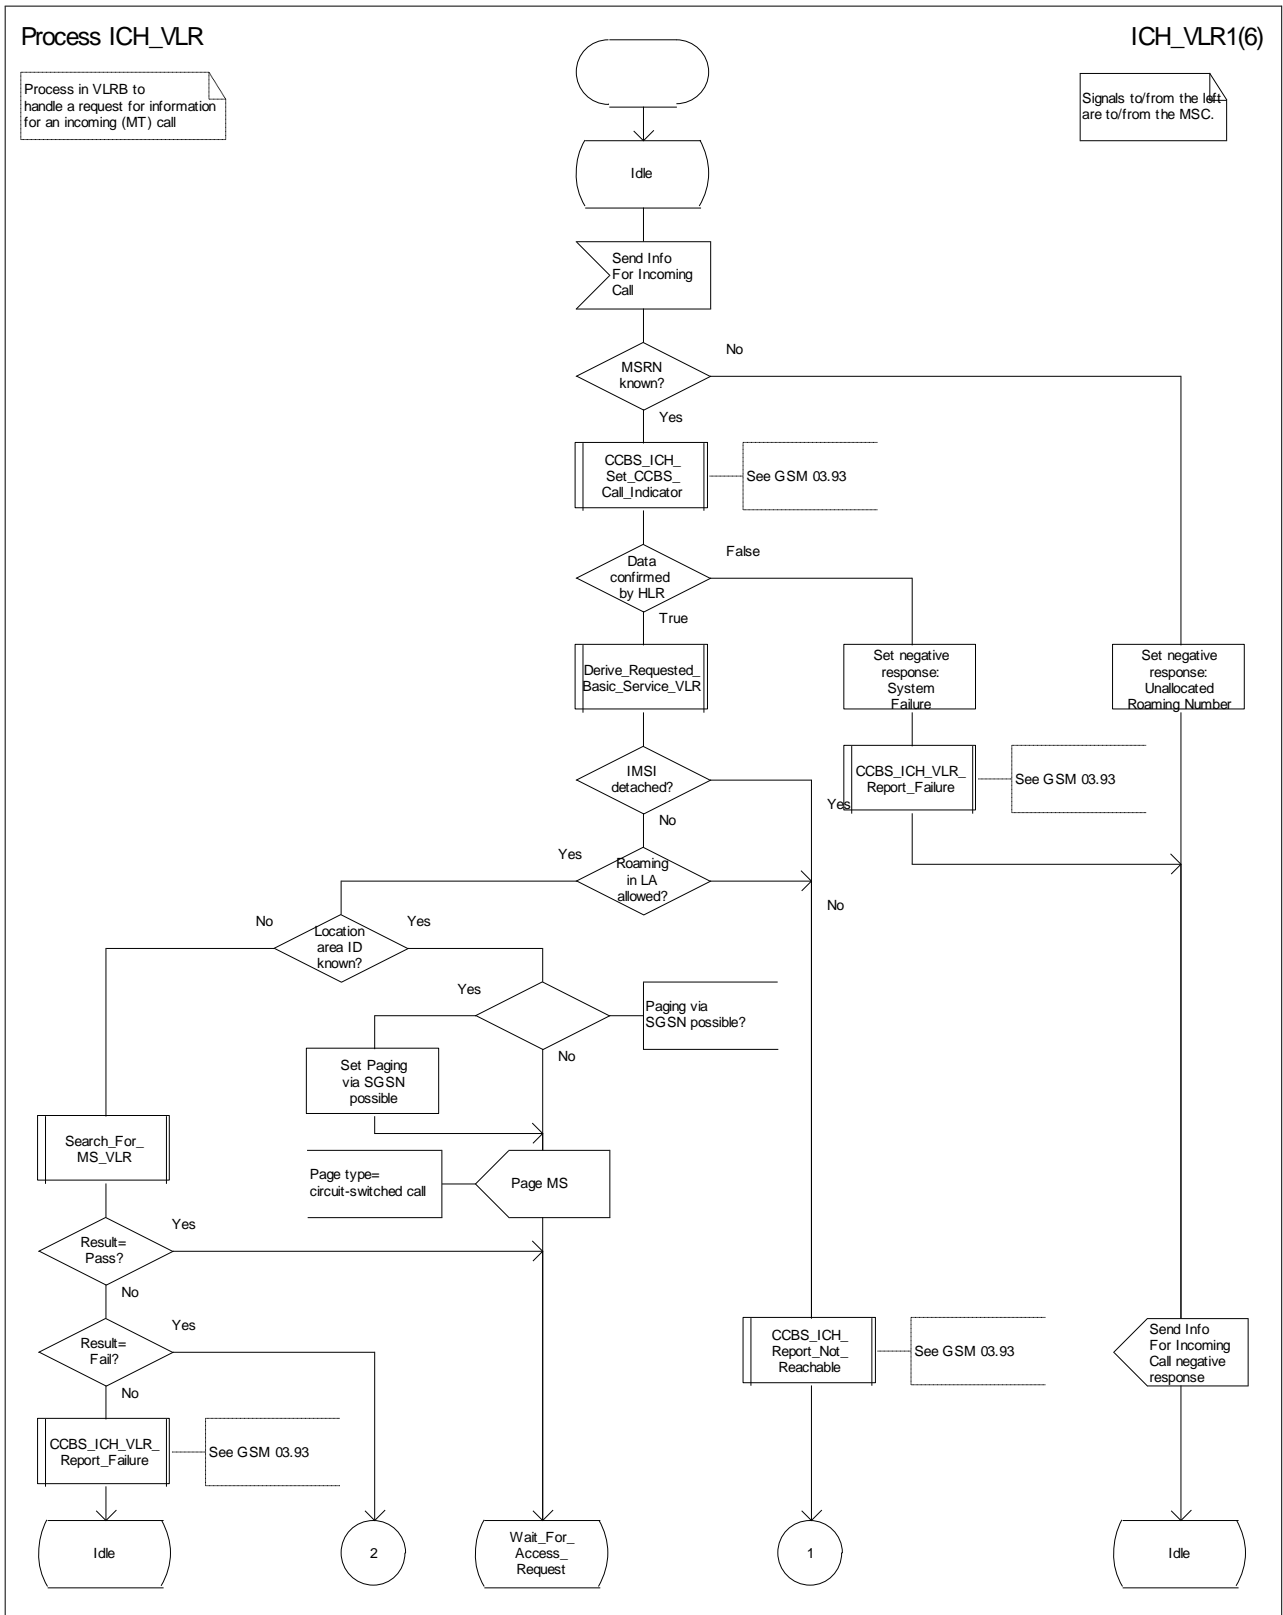 Process ICH_VLR
ICH_VLR1(6)
Process in VLRB to
handle a request for information
for an incoming (MT) call
Signals to/from the left
are to/from the MSC.
Idle
Send Info
For Incoming
Call
MSRN
known?
No
Yes
CCBS_ICH_
Set_CCBS_
Call_Indicator
See GSM 03.93
Data
confirmed
by HLR
False
True
Derive_Requested_
Basic_Service_VLR
Set negative
response:
System
Failure
Set negative
response:
Unallocated
Roaming Number
IMSI
detached?
Yes
No
CCBS_ICH_VLR_
Report_Failure
See GSM 03.93
Roaming
in LA
allowed?
Yes
No
Location
area ID
known?
No
Yes
Yes
No
Paging via
SGSN possible?
Set Paging
via SGSN
possible
Search_For_
MS_VLR
Page type=
circuit-switched call
Page MS
Result=
Pass?
Yes
No
Result=
Fail?
Yes
No
CCBS_ICH_
Report_Not_
Reachable
See GSM 03.93
Send Info
For Incoming
Call negative
response
CCBS_ICH_VLR_
Report_Failure
See GSM 03.93
Idle
2
Wait_For_
Access_
Request
1
Idle